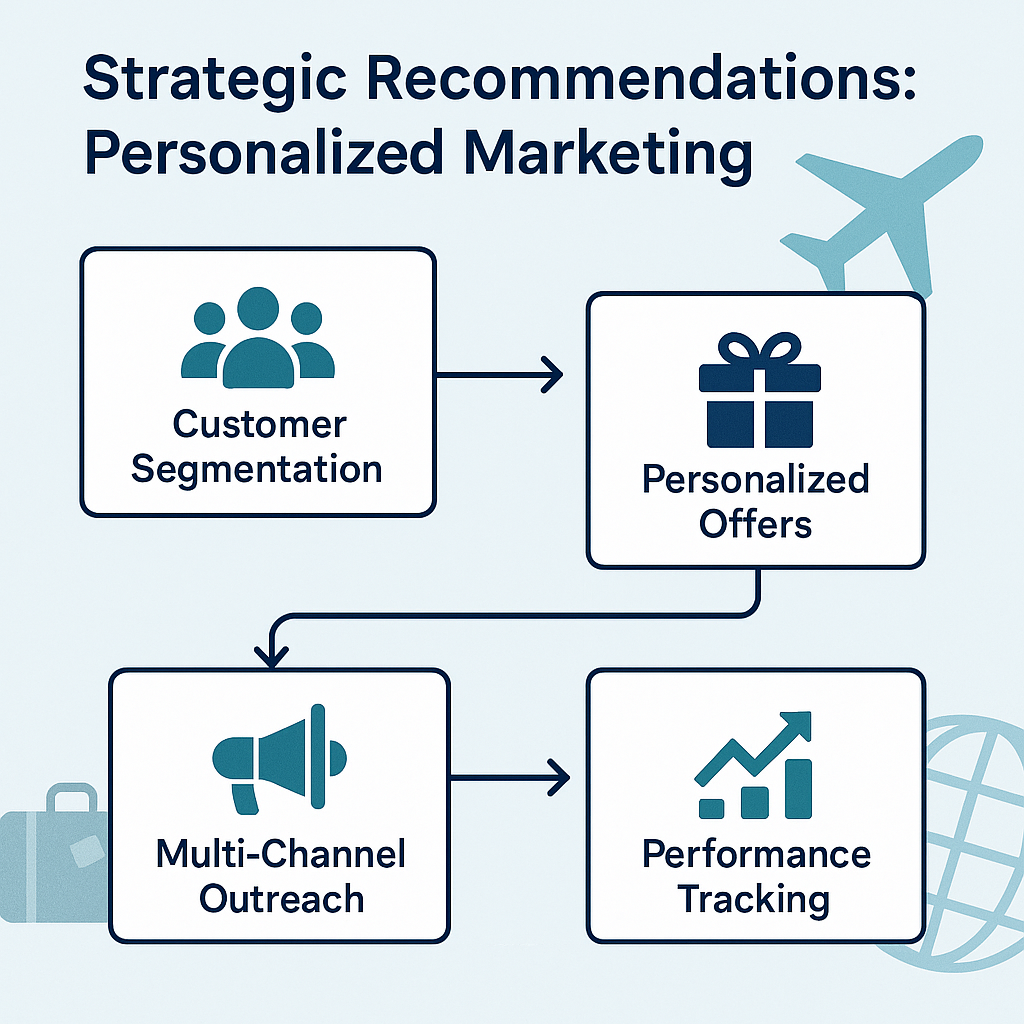 Strategic Recommendations:
Personalized Marketing
Customer
Segmentation
Personalized
Offers
Multi-Channel
Outreach
Performance
Tracking